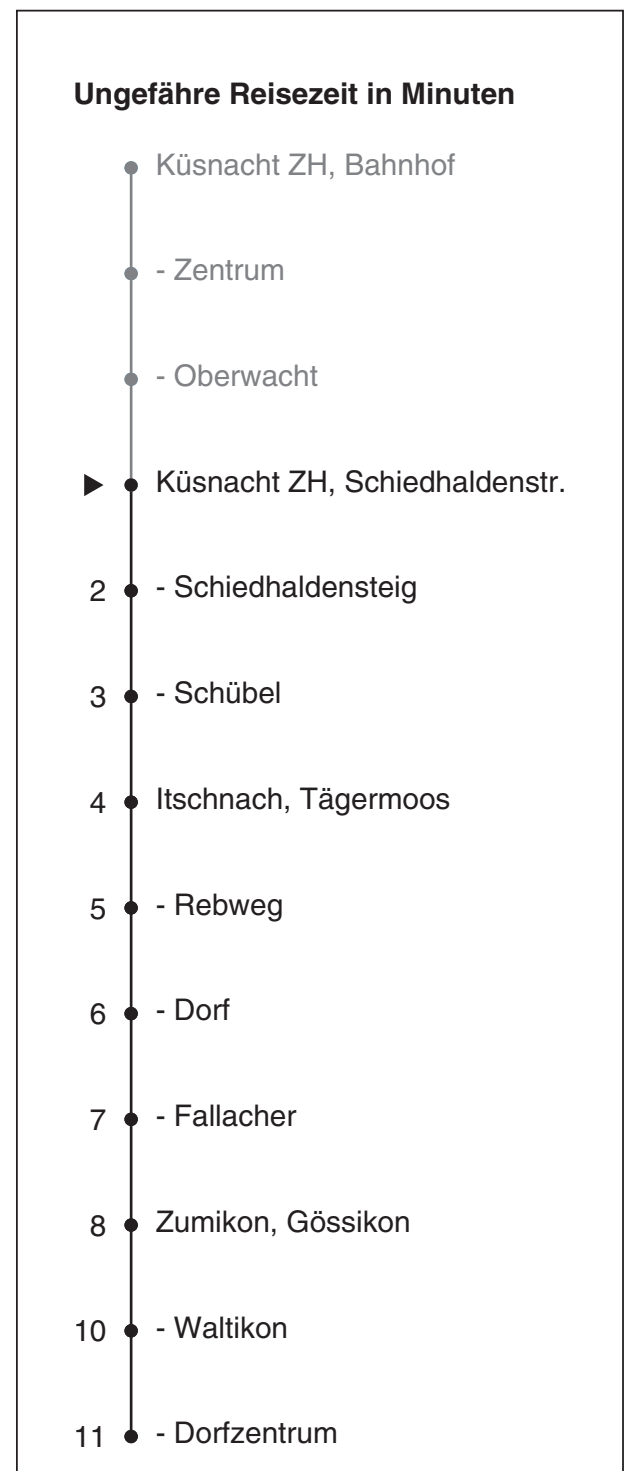 Ungefähre Reisezeit in Minuten
Küsnacht ZH, Bahnhof
- Zentrum
- Oberwacht
Küsnacht ZH, Schiedhaldenstr.
2 - Schiedhaldensteig
3 - Schübel
4 Itschnach, Tägermoos
5 - Rebweg
6 - Dorf
7 - Fallacher
8 Zumikon, Gössikon
10 - Waltikon
11 - Dorfzentrum